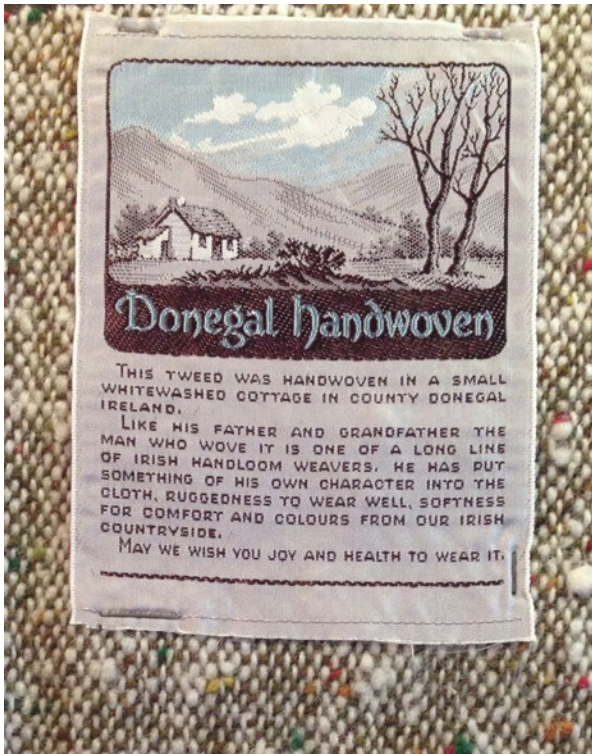 Donegal handwoven
THIS TWEED WAS HANDWOVEN IN A SMALL
WHITEWASHED COTTAGE IN COUNTY DONEGAL
IRELAND.
LIKE HIS FATHER AND GRANDFATHER THE
MAN WHO WOVE IT IS ONE OF A LONG LINE
OF IRISH HANDLOOM WEAVERS. HE HAS PUT
SOMETHING OF HIS OWN CHARACTER INTO THE
CLOTH, RUGGEDNESS TO WEAR WELL, SOFTNESS
FOR COMFORT AND COLOURS FROM OUR IRISH
COUNTRYSIDE.
MAY WE WISH YOU JOY AND HEALTH TO WEAR IT.